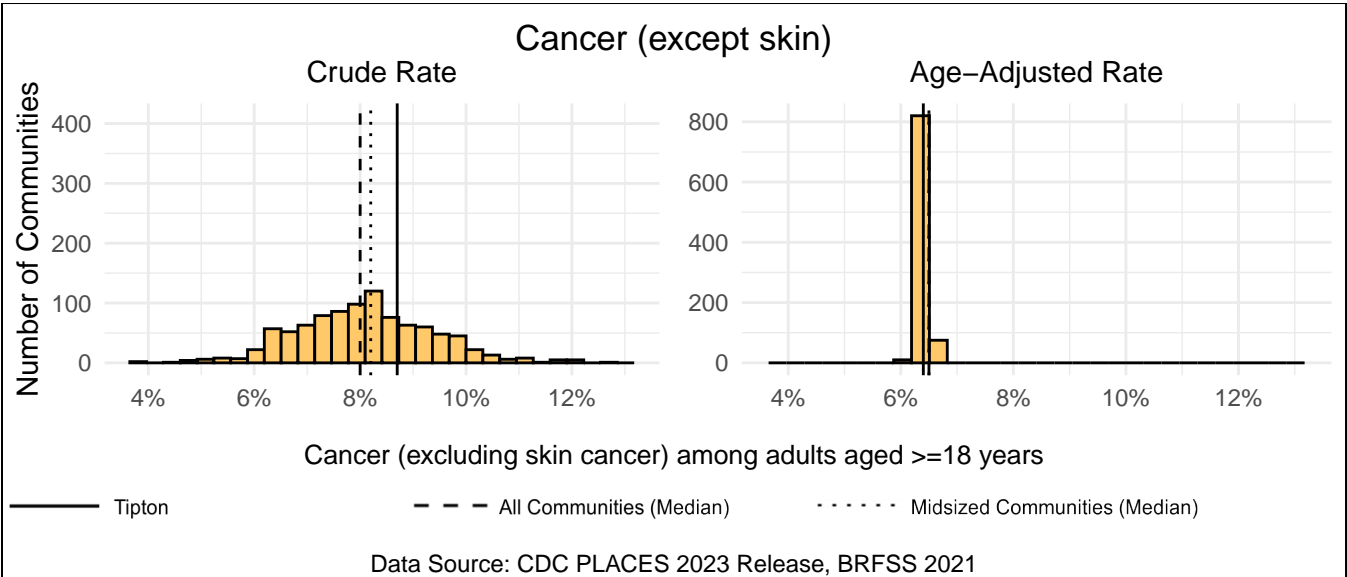 Cancer (except skin)
Crude Rate
Age−Adjusted Rate
Number of Communities
400
300
200
100
0
4%
6%
8%
10%
12%
800
600
400
200
0
4%
6%
8%
10%
12%
Cancer (excluding skin cancer) among adults aged >=18 years
Tipton
All Communities (Median)
Midsized Communities (Median)
Data Source: CDC PLACES 2023 Release, BRFSS 2021